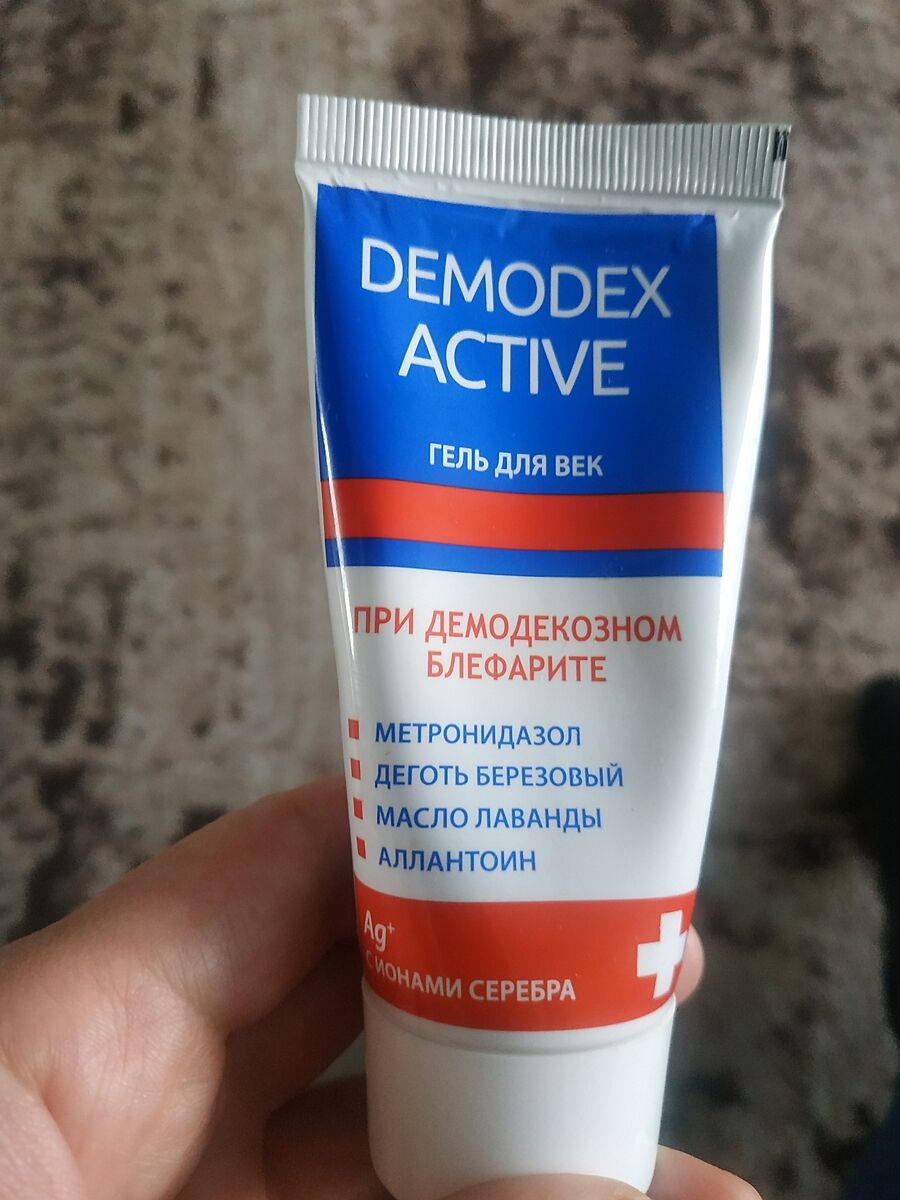 DEMODEX
ACTIVE
ГЕЛЬ ДЛЯ ВЕК
ПРИ ДЕМОДЕКОЗНОМ
БЛЕФАРИТЕ
МЕТРОНИДАЗОЛ
ДЕГОТЬ БЕРЕЗОВЫЙ
МАСЛО ЛАВАНДЫ
АЛЛАНТОИН
Ag+
С ИОНАМИ СЕРЕБРА